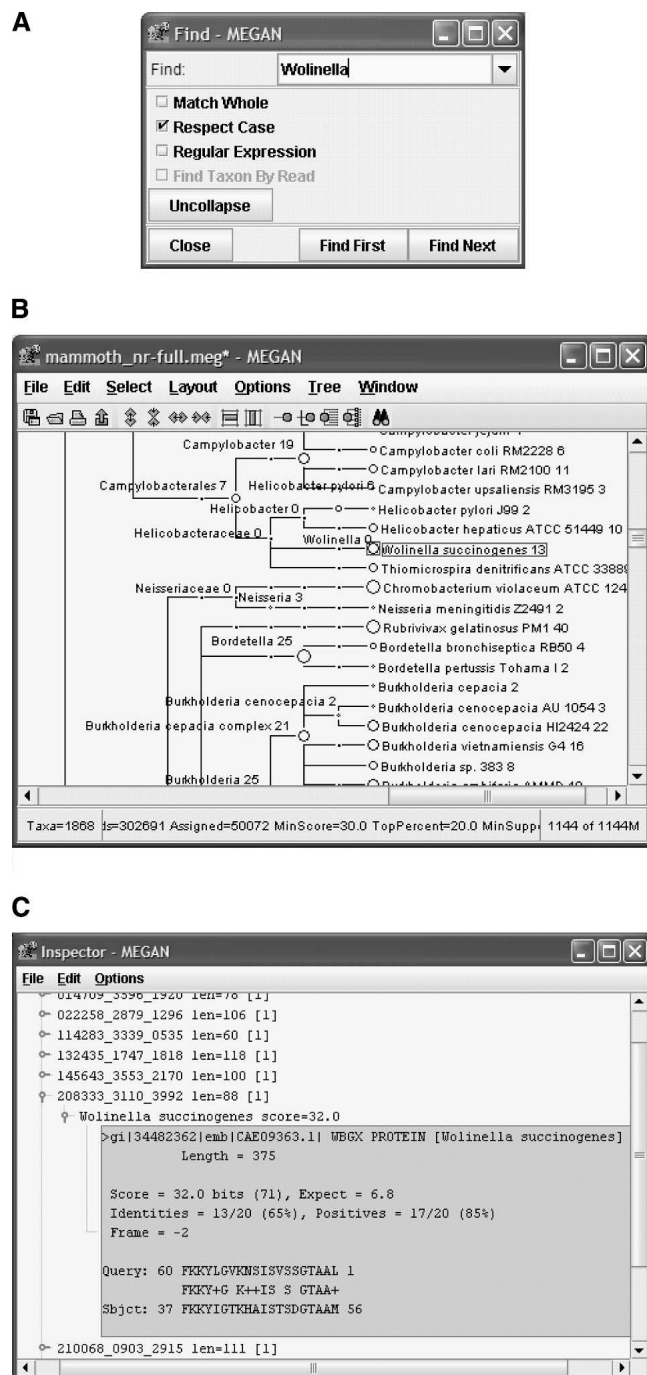 A
Find - MEGAN
Find: Wolinella
Match Whole
Respect Case
Regular Expression
Find Taxon By Read
Uncollapse
Close Find First Find Next
B
mammoth_nr-full.meg* - MEGAN
File Edit Select Layout Options Tree Window
Campylobacter 19
Campylobacter coli RM2228 6
Campylobacter lari RM2100 11
Campylobacterales 7 Helicobacter pylori 6 Campylobacter upsaliensis RM3195 3
Helicobacter 0 Helicobacter pylori J99 2
Helicobacter hepaticus ATCC 51449 10
Helicobacteraceae 0 Wolinella 0
Wolinella succinogenes 13
Thiomicrospira denitrificans ATCC 33889
Neisseriaceae 0 Chromobacterium violaceum ATCC 124
Neisseria 3
Neisseria meningitidis Z2491 2
Rubrivivax gelatinosus PM1 40
Bordetella 25
Bordetella bronchiseptica RB50 4
Bordetella pertussis Tohama I 2
Burkholderia cepacia 2
Burkholderia cenocepacia 2
Burkholderia cenocepacia AU 1054 3
Burkholderia cepacia complex 21 Burkholderia cenocepacia HI2424 22
Burkholderia vietnamiensis G4 16
Burkholderia sp. 383 8
Burkholderia 25
Taxa=1868 ds=302691 Assigned=50072 MinScore=30.0 TopPercent=20.0 MinSupp 1144 of 1144M
C
Inspector - MEGAN
File Edit Options
014709_3596_1920 len=78 [1]
022258_2879_1296 len=106 [1]
114283_3339_0535 len=60 [1]
132435_1747_1818 len=118 [1]
145643_3553_2170 len=100 [1]
208333_3110_3992 len=88 [1]
Wolinella succinogenes score=32.0
>gi|34482362|emb|CAE09363.1| WBGX PROTEIN [Wolinella succinogenes]
Length = 375
Score = 32.0 bits (71), Expect = 6.8
Identities = 13/20 (65%), Positives = 17/20 (85%)
Frame = -2
Query: 60 FKKYLGVKNSISVSSGTAAL 1
FKKY+G K++IS S GTAA+
Sbjct: 37 FKKYIGTKHAISTSDGTAAM 56
210068_0903_2915 len=111 [1]